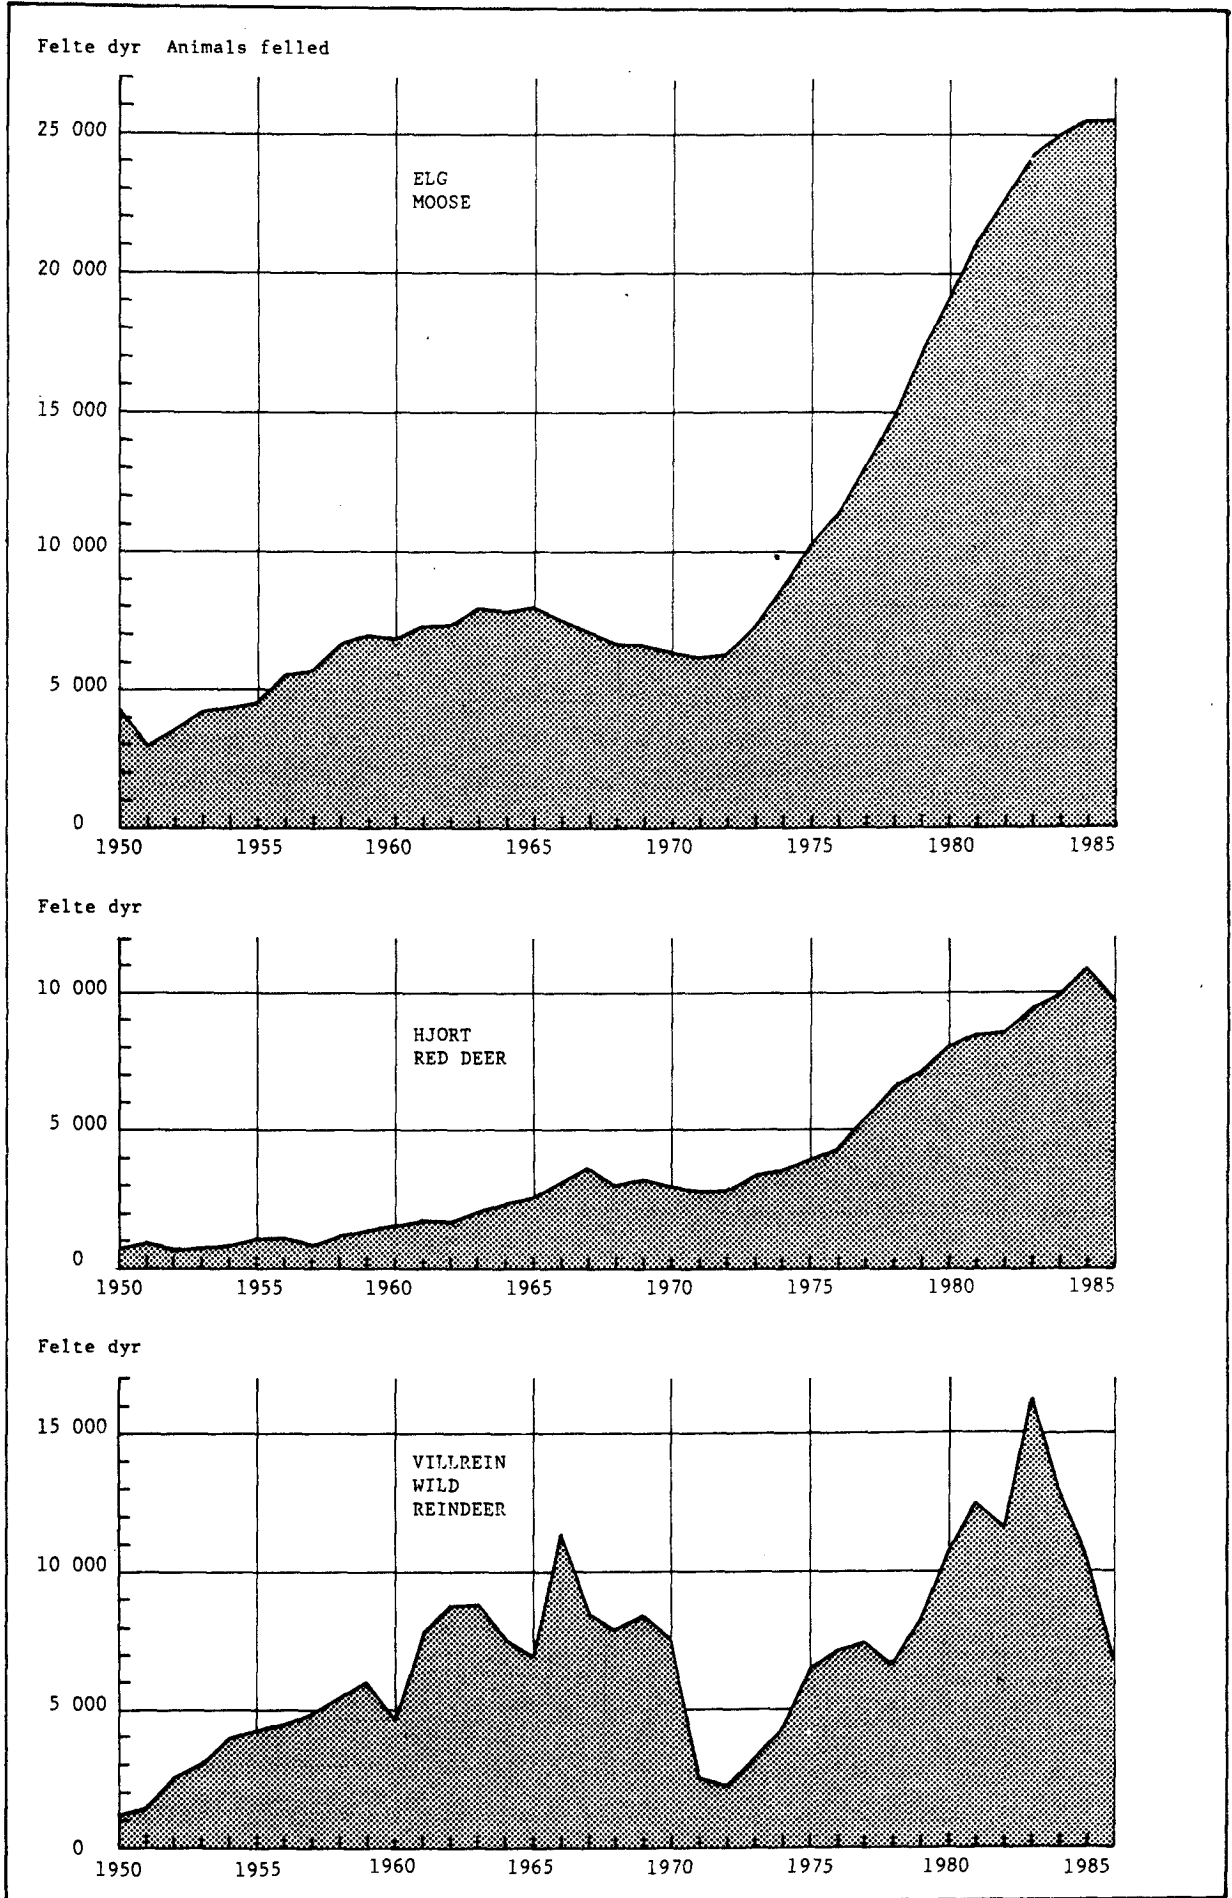 Felte dyr Animals felled
25 000
ELG
MOOSE
20 000
15 000
10 000
5 000
0
1950 1955 1960 1965 1970 1975 1980 1985
Felte dyr
10 000
HJORT
RED DEER
5 000
0
1950 1955 1960 1965 1970 1975 1980 1985
Felte dyr
15 000
VILLREIN
WILD
REINDEER
10 000
5 000
0
1950 1955 1960 1965 1970 1975 1980 1985